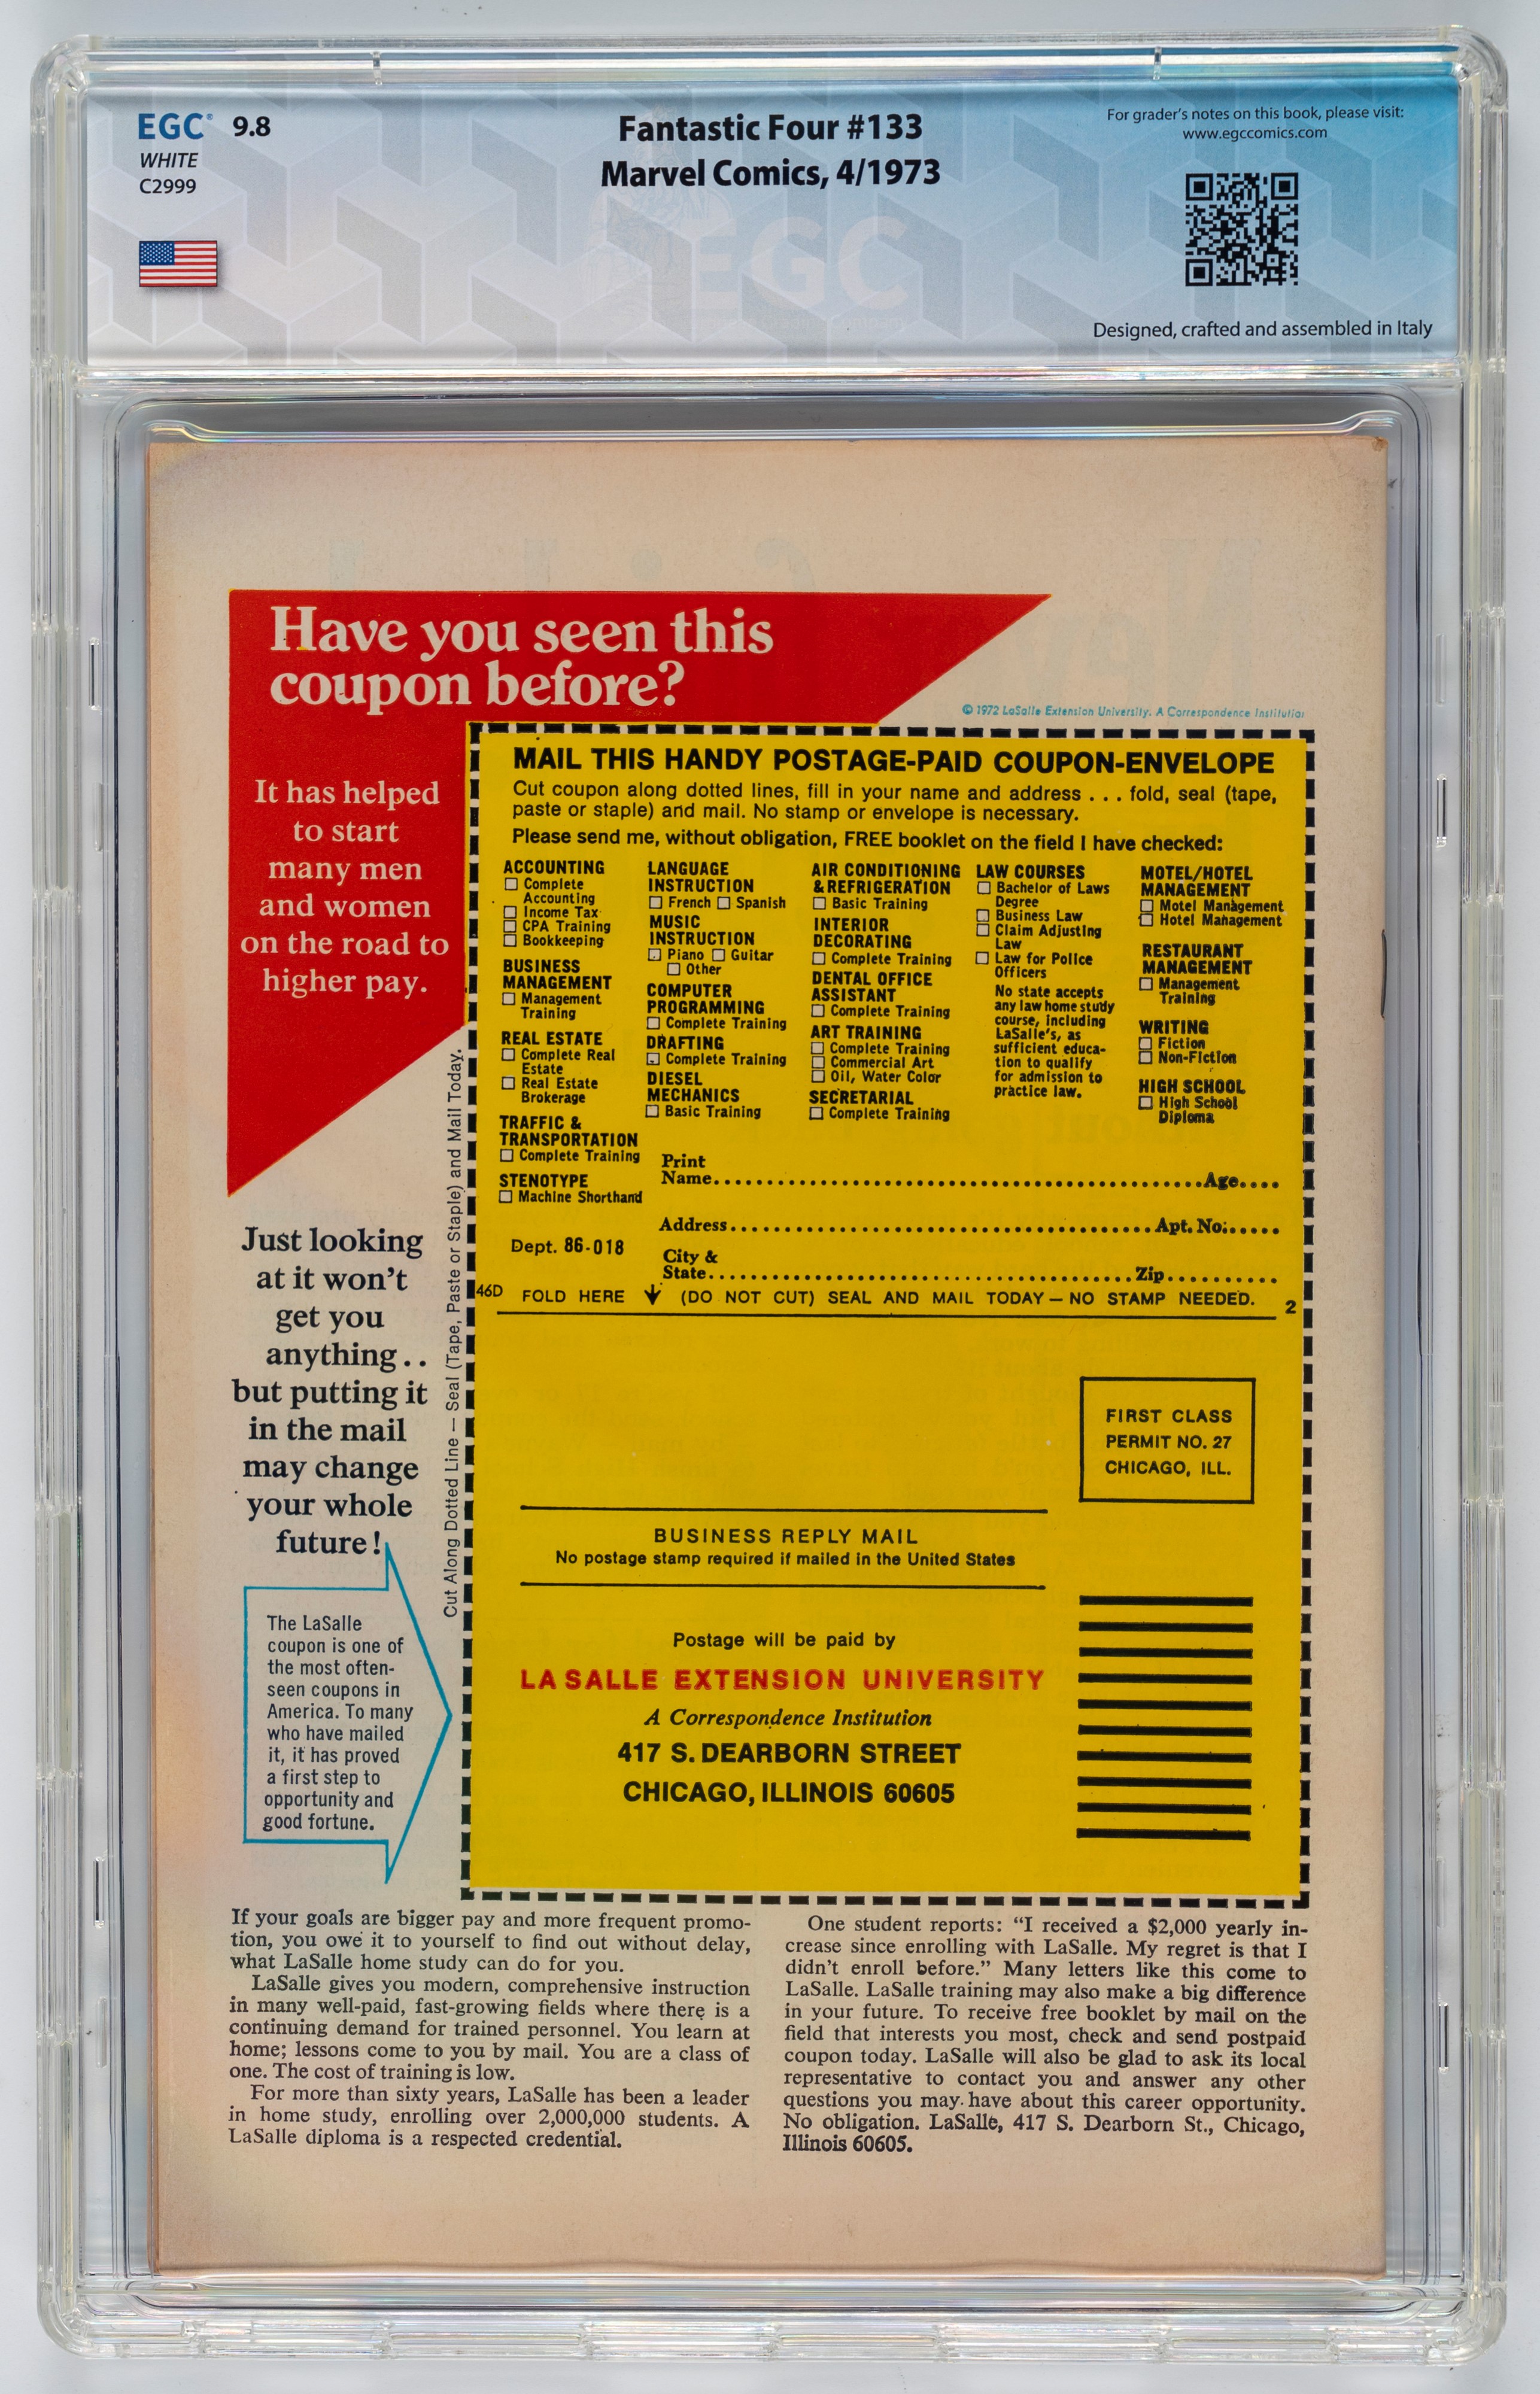 EGC® 9.8
WHITE
C2999
Fantastic Four #133
Marvel Comics, 4/1973
For grader's notes on this book, please visit:
www.egccomics.com
Designed, crafted and assembled in Italy
EGC
Have you seen this
coupon before?
© 1972 LaSalle Extension University. A Correspondence Institution
It has helped
to start
many men
and women
on the road to
higher pay.
Just looking
at it won't
get you
anything..
but putting it
in the mail
may change
your whole
future!
The LaSalle
coupon is one of
the most often-
seen coupons in
America. To many
who have mailed
it, it has proved
a first step to
opportunity and
good fortune.
Cut Along Dotted Line — Seal (Tape, Paste or Staple) and Mail Today.
MAIL THIS HANDY POSTAGE-PAID COUPON-ENVELOPE
Cut coupon along dotted lines, fill in your name and address . . . fold, seal (tape,
paste or staple) and mail. No stamp or envelope is necessary.
Please send me, without obligation, FREE booklet on the field I have checked:
ACCOUNTING
Complete
Accounting
Income Tax
CPA Training
Bookkeeping
BUSINESS
MANAGEMENT
Management
Training
REAL ESTATE
Complete Real
Estate
Real Estate
Brokerage
TRAFFIC &
TRANSPORTATION
Complete Training
STENOTYPE
Machine Shorthand
LANGUAGE
INSTRUCTION
French Spanish
MUSIC
INSTRUCTION
Piano Guitar
Other
COMPUTER
PROGRAMMING
Complete Training
DRAFTING
Complete Training
DIESEL
MECHANICS
Basic Training
AIR CONDITIONING
& REFRIGERATION
Basic Training
INTERIOR
DECORATING
Complete Training
DENTAL OFFICE
ASSISTANT
Complete Training
ART TRAINING
Complete Training
Commercial Art
Oil, Water Color
SECRETARIAL
Complete Training
LAW COURSES
Bachelor of Laws
Degree
Business Law
Claim Adjusting
Law
Law for Police
Officers
No state accepts
any law home study
course, including
LaSalle's, as
sufficient educa-
tion to qualify
for admission to
practice law.
MOTEL/HOTEL
MANAGEMENT
Motel Management
Hotel Management
RESTAURANT
MANAGEMENT
Management
Training
WRITING
Fiction
Non-Fiction
HIGH SCHOOL
High School
Diploma
Print
Name.....Age....
Address.....Apt. No......
Dept. 86-018
City &
State.....Zip..........
46D FOLD HERE ↓ (DO NOT CUT) SEAL AND MAIL TODAY — NO STAMP NEEDED. 2
FIRST CLASS
PERMIT NO. 27
CHICAGO, ILL.
BUSINESS REPLY MAIL
No postage stamp required if mailed in the United States
Postage will be paid by
LA SALLE EXTENSION UNIVERSITY
A Correspondence Institution
417 S. DEARBORN STREET
CHICAGO, ILLINOIS 60605
If your goals are bigger pay and more frequent promo-
tion, you owe it to yourself to find out without delay,
what LaSalle home study can do for you.
LaSalle gives you modern, comprehensive instruction
in many well-paid, fast-growing fields where there is a
continuing demand for trained personnel. You learn at
home; lessons come to you by mail. You are a class of
one. The cost of training is low.
For more than sixty years, LaSalle has been a leader
in home study, enrolling over 2,000,000 students. A
LaSalle diploma is a respected credential.
One student reports: "I received a $2,000 yearly in-
crease since enrolling with LaSalle. My regret is that I
didn't enroll before." Many letters like this come to
LaSalle. LaSalle training may also make a big difference
in your future. To receive free booklet by mail on the
field that interests you most, check and send postpaid
coupon today. LaSalle will also be glad to ask its local
representative to contact you and answer any other
questions you may have about this career opportunity.
No obligation. LaSalle, 417 S. Dearborn St., Chicago,
Illinois 60605.